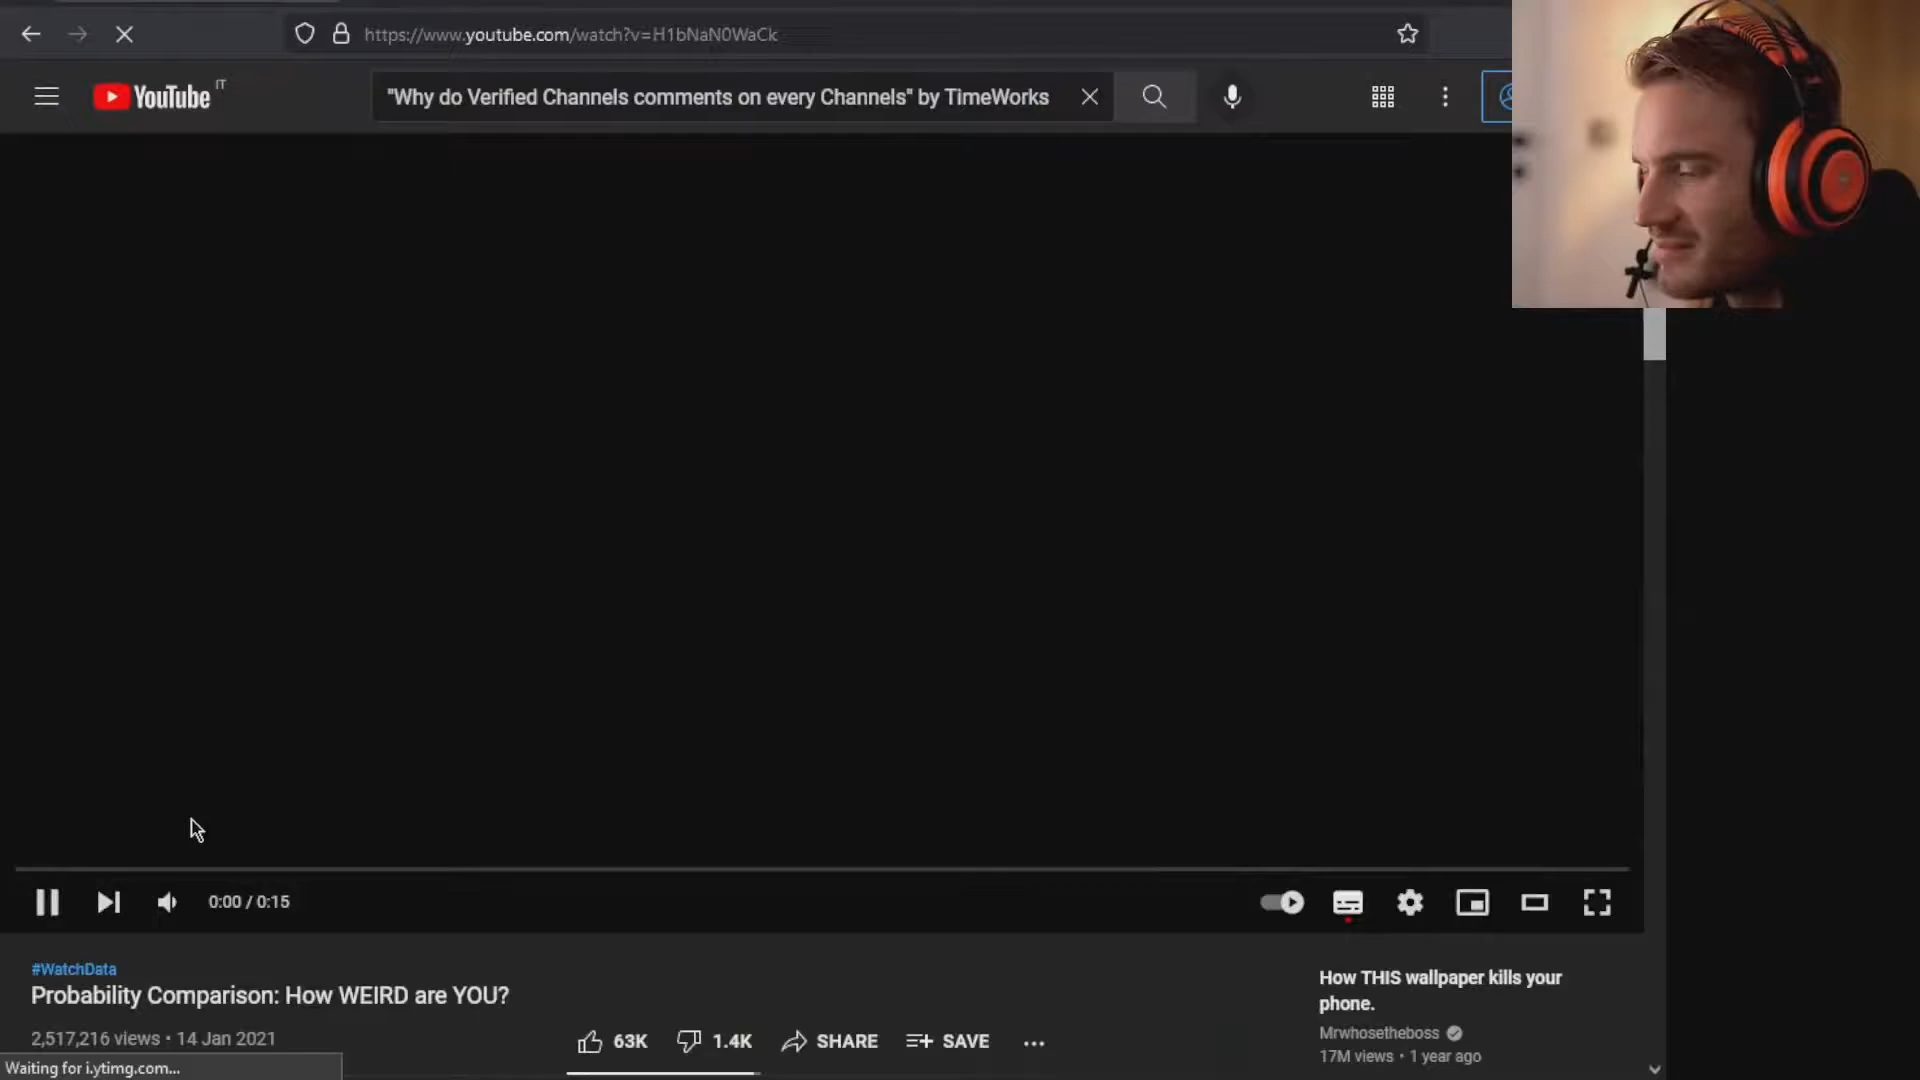 https://www.youtube.com/watch?v=H1bNaN0WaCk
YouTube IT
"Why do Verified Channels comments on every Channels" by TimeWorks
0:00 / 0:15
#WatchData
Probability Comparison: How WEIRD are YOU?
2,517,216 views • 14 Jan 2021
63K
1.4K
SHARE
SAVE
How THIS wallpaper kills your
phone.
Mrwhosetheboss
17M views • 1 year ago
Waiting for i.ytimg.com...